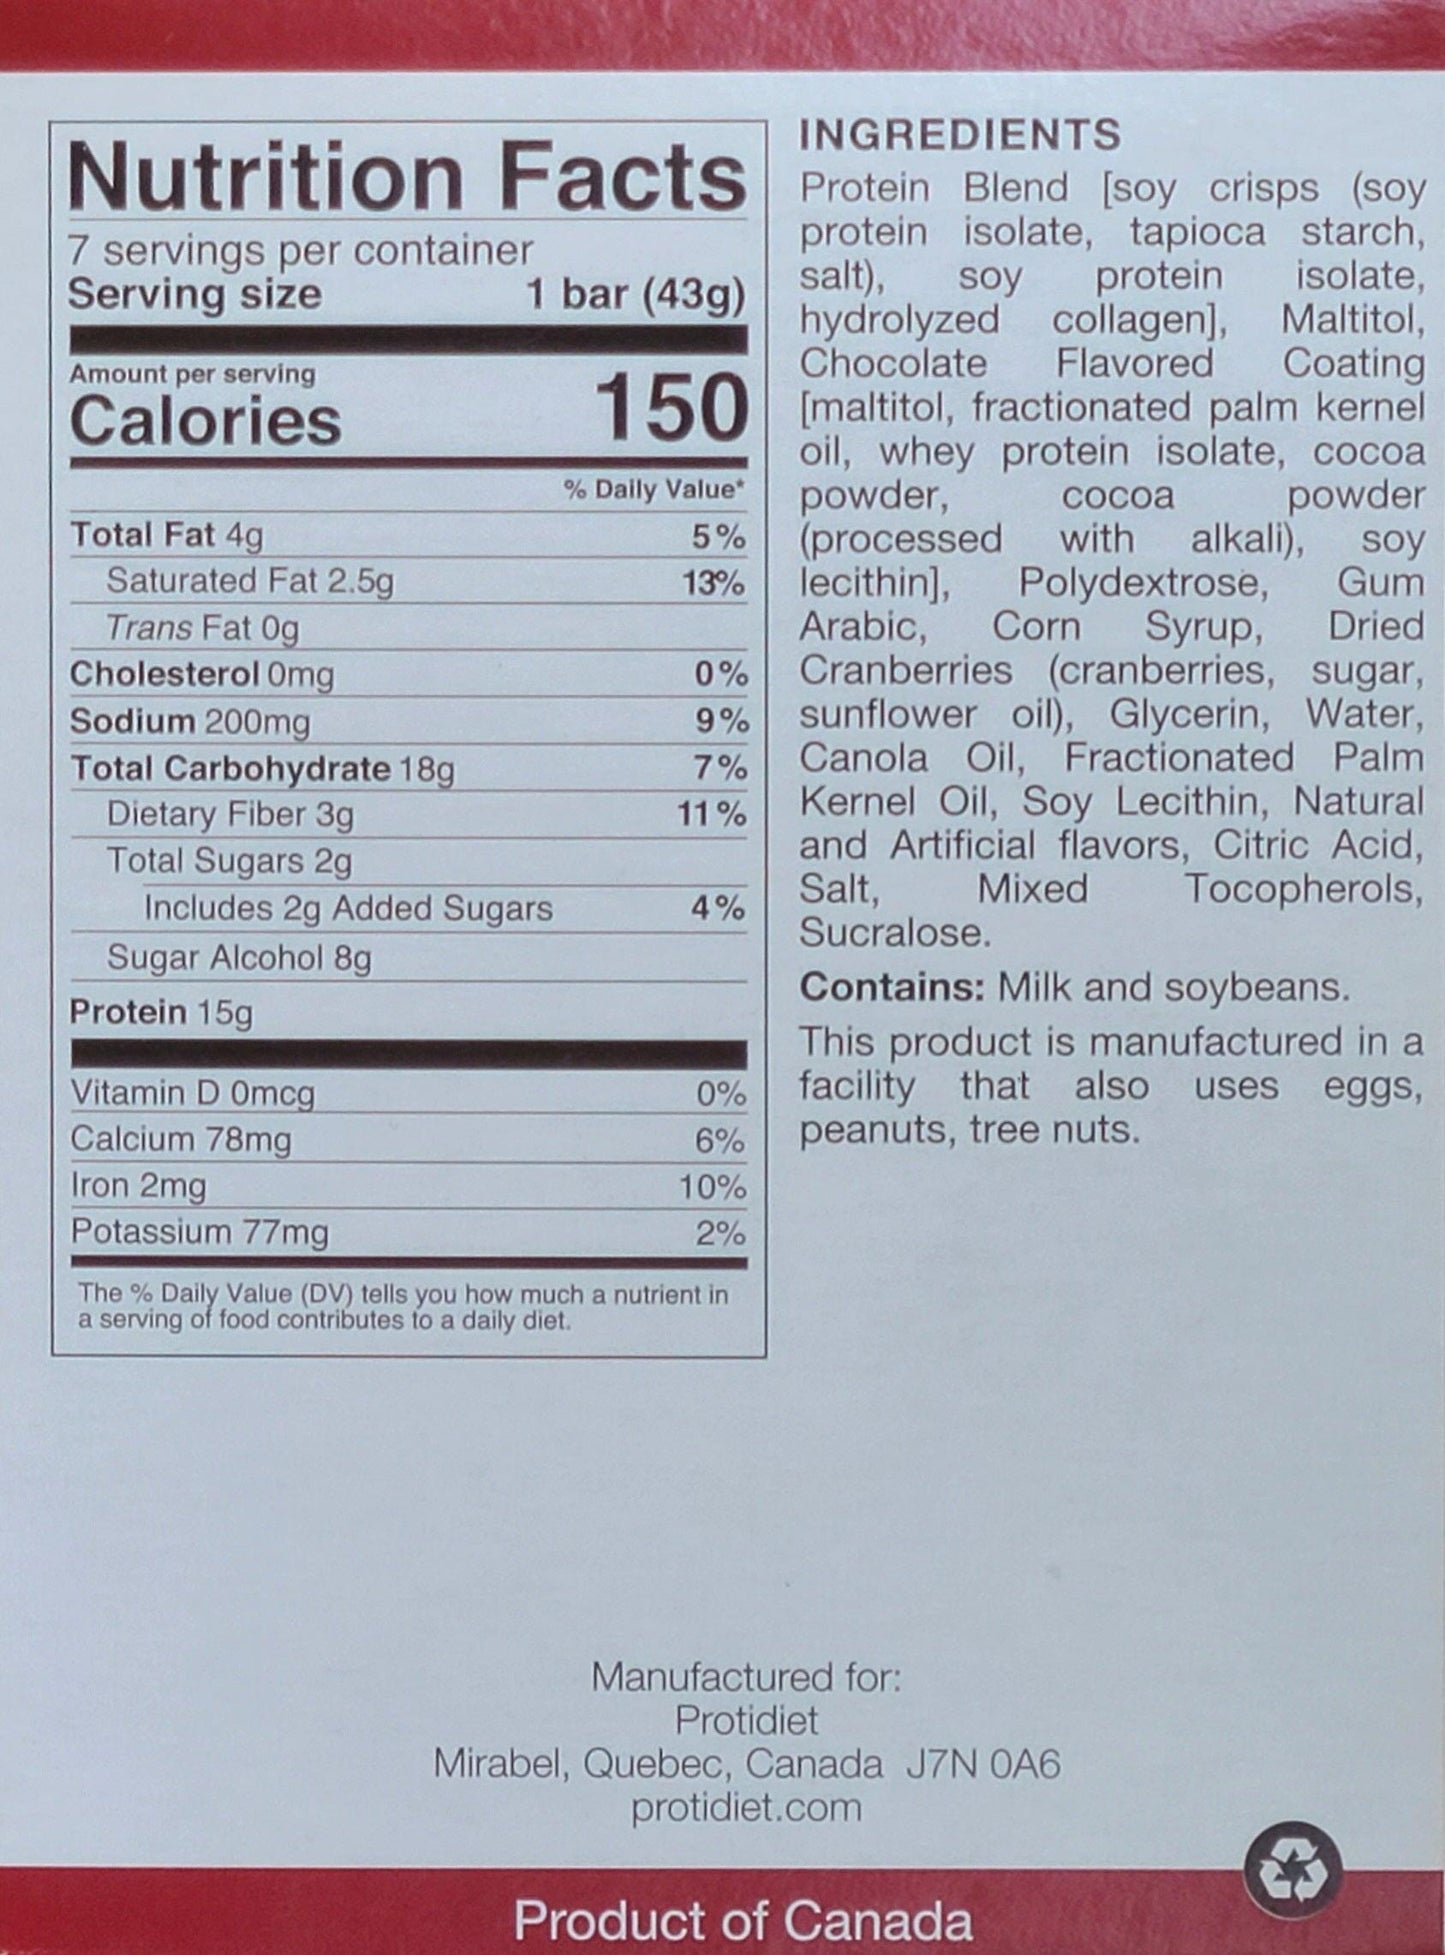 Nutrition Facts
7 servings per container
Serving size 1 bar (43g)
Amount per serving
Calories 150
% Daily Value*
Total Fat 4g 5%
Saturated Fat 2.5g 13%
Trans Fat 0g
Cholesterol 0mg 0%
Sodium 200mg 9%
Total Carbohydrate 18g 7%
Dietary Fiber 3g 11%
Total Sugars 2g
Includes 2g Added Sugars 4%
Sugar Alcohol 8g
Protein 15g
Vitamin D 0mcg 0%
Calcium 78mg 6%
Iron 2mg 10%
Potassium 77mg 2%
The % Daily Value (DV) tells you how much a nutrient in
a serving of food contributes to a daily diet.
INGREDIENTS
Protein Blend [soy crisps (soy
protein isolate, tapioca starch,
salt), soy protein isolate,
hydrolyzed collagen], Maltitol,
Chocolate Flavored Coating
[maltitol, fractionated palm kernel
oil, whey protein isolate, cocoa
powder, cocoa powder
(processed with alkali), soy
lecithin], Polydextrose, Gum
Arabic, Corn Syrup, Dried
Cranberries (cranberries, sugar,
sunflower oil), Glycerin, Water,
Canola Oil, Fractionated Palm
Kernel Oil, Soy Lecithin, Natural
and Artificial flavors, Citric Acid,
Salt, Mixed Tocopherols,
Sucralose.
Contains: Milk and soybeans.
This product is manufactured in a
facility that also uses eggs,
peanuts, tree nuts.
Manufactured for:
Protidiet
Mirabel, Quebec, Canada J7N 0A6
protidiet.com
Product of Canada